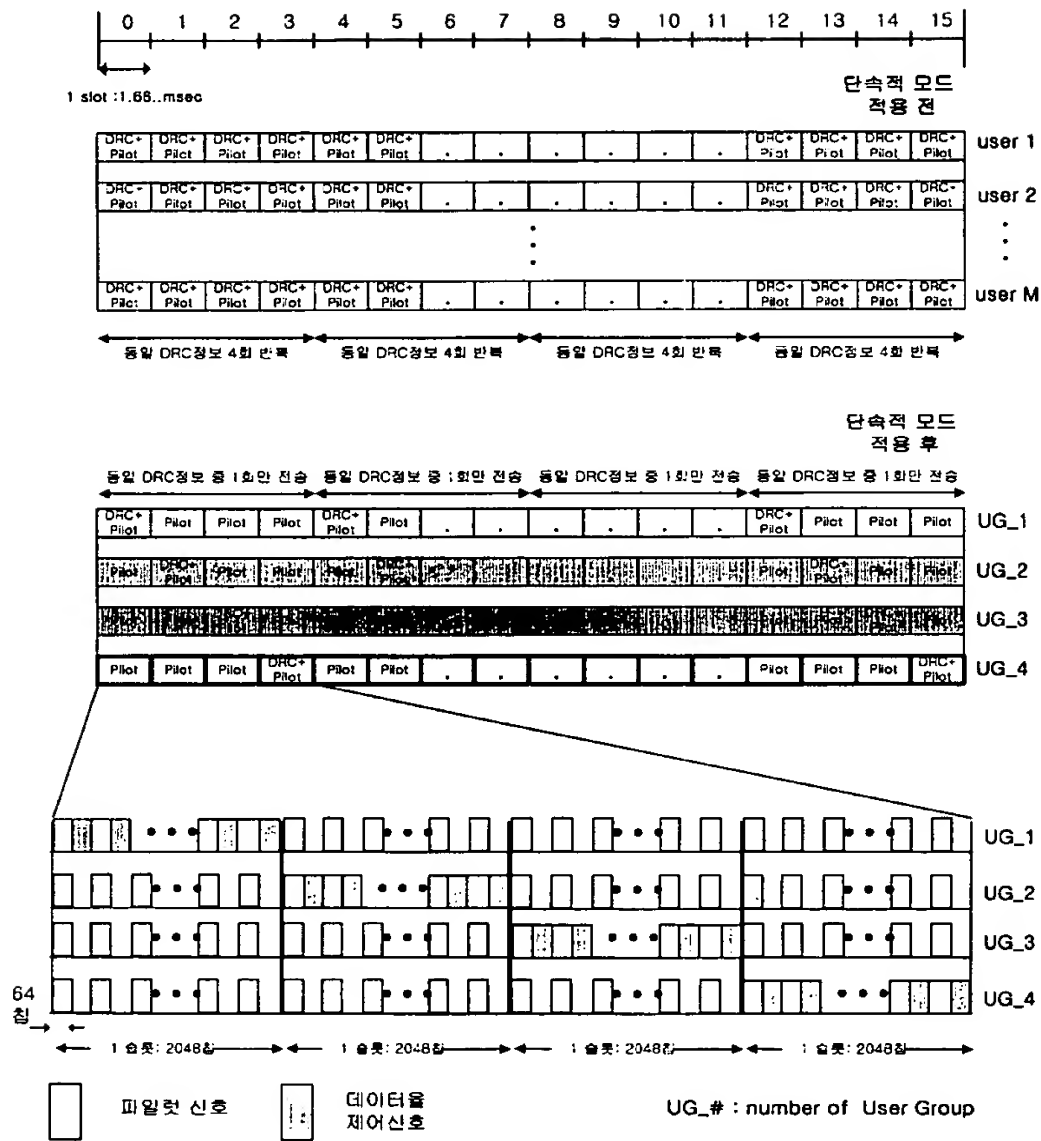 0 1 2 3 4 5 6 7 8 9 10 11 12 13 14 15
1 slot :1.66..msec
단속적 모드
적용 전
DRC+ DRC+ DRC+ DRC+ DRC+ DRC+ DRC+ DRC+ DRC+ DRC+
Pilot Pilot Pilot Pilot Pilot Pilot . . . . . . Pilot Pilot Pilot Pilot
user 1
DRC+ DRC+ DRC+ DRC+ DRC+ DRC+ DRC+ DRC+ DRC+ DRC+
Pilot Pilot Pilot Pilot Pilot Pilot . . . . . . Pilot Pilot Pilot Pilot
user 2
DRC+ DRC+ DRC+ DRC+ DRC+ DRC+ DRC+ DRC+ DRC+ DRC+
Pilot Pilot Pilot Pilot Pilot Pilot . . . . . . Pilot Pilot Pilot Pilot
user M
동일 DRC정보 4회 반복 동일 DRC정보 4회 반복 동일 DRC정보 4회 반복 동일 DRC정보 4회 반복
단속적 모드
적용 후
동일 DRC정보 중 1회만 전송 동일 DRC정보 중 1회만 전송 동일 DRC정보 중 1회만 전송 동일 DRC정보 중 1회만 전송
DRC+ Pilot Pilot Pilot Pilot DRC+ Pilot Pilot . . . . . . DRC+ Pilot Pilot Pilot Pilot
UG_1
Pilot DRC+ Pilot Pilot Pilot Pilot DRC+ Pilot Pilot DRC+ Pilot Pilot Pilot
UG_2
UG_3
Pilot Pilot Pilot DRC+ Pilot Pilot Pilot . . . . . . Pilot Pilot Pilot DRC+ Pilot
UG_4
UG_1
UG_2
UG_3
64
칩
UG_4
1 슬롯: 2048칩 1 슬롯: 2048칩 1 슬롯: 2048칩 1 슬롯: 2048칩
파일럿 신호
데이터율
제어신호
UG_# : number of User Group